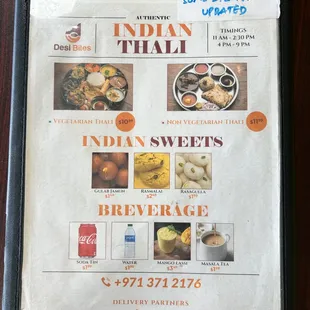 UPDATED
AUTHENTIC
INDIAN
THALI
Desi Bites
TIMINGS
11 AM - 2:30 PM
4 PM - 9 PM
VEGETARIAN THALI
NON VEGETARIAN THALI
INDIAN SWEETS
GULAB JAMUN
RASMALAI
RASAGULLA
BREVERAGE
SODA TIN
WATER
MANGO LASSI
MASALA TEA
+971 371 2176
DELIVERY PARTNERS